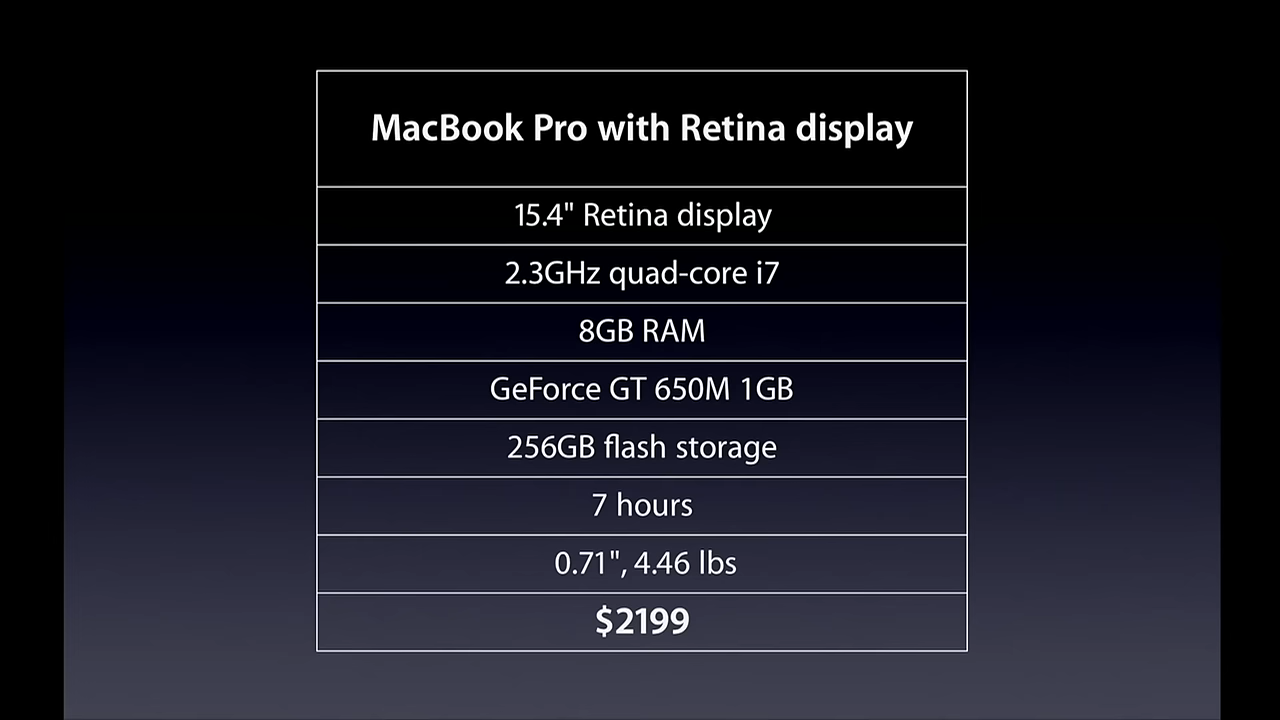 MacBook Pro with Retina display
15.4" Retina display
2.3GHz quad-core i7
8GB RAM
GeForce GT 650M 1GB
256GB flash storage
7 hours
0.71", 4.46 lbs
$2199